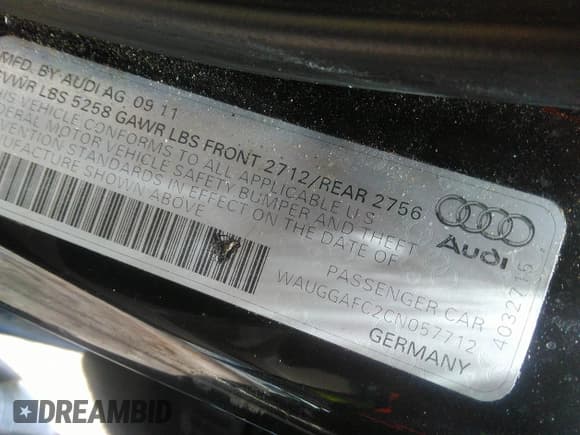 MFD. BY AUDI AG 09 11
GVWR LBS 5258 GAWR LBS FRONT 2712/REAR 2756
THIS VEHICLE CONFORMS TO ALL APPLICABLE U.S.
FEDERAL MOTOR VEHICLE SAFETY BUMPER AND THEFT
PREVENTION STANDARDS IN EFFECT ON THE DATE OF
MANUFACTURE SHOWN ABOVE
Audi
PASSENGER CAR
WAUGGAFC2CN057712
GERMANY
4032715
DREAMBID